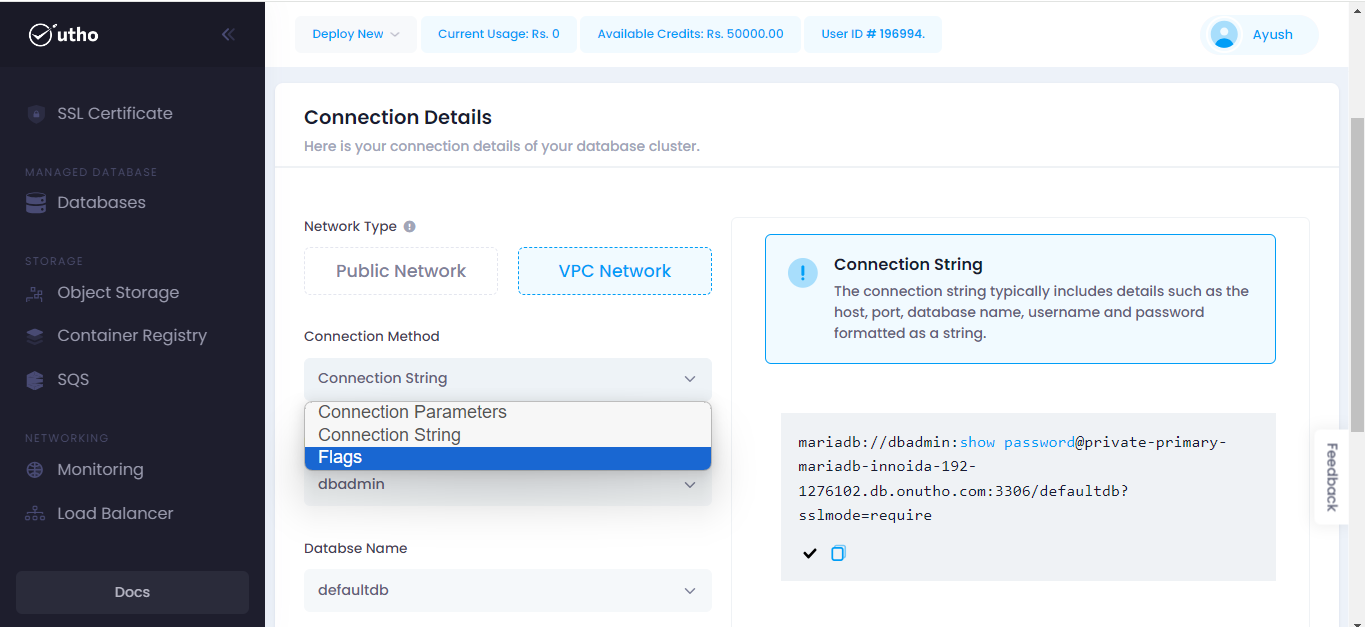 utho
Deploy New
Current Usage: Rs. 0
Available Credits: Rs. 50000.00
User ID # 196994.
Ayush
SSL Certificate
MANAGED DATABASE
Databases
STORAGE
Object Storage
Container Registry
SQS
NETWORKING
Monitoring
Load Balancer
Docs
Connection Details
Here is your connection details of your database cluster.
Network Type
Public Network
VPC Network
Connection Method
Connection String
Connection Parameters
Connection String
Flags
dbadmin
Databse Name
defaultdb
Connection String
The connection string typically includes details such as the
host, port, database name, username and password
formatted as a string.
mariadb://dbadmin:show password@private-primary-
mariadb-innoida-192-
1276102.db.onutho.com:3306/defaultdb?
sslmode=require
Feedback